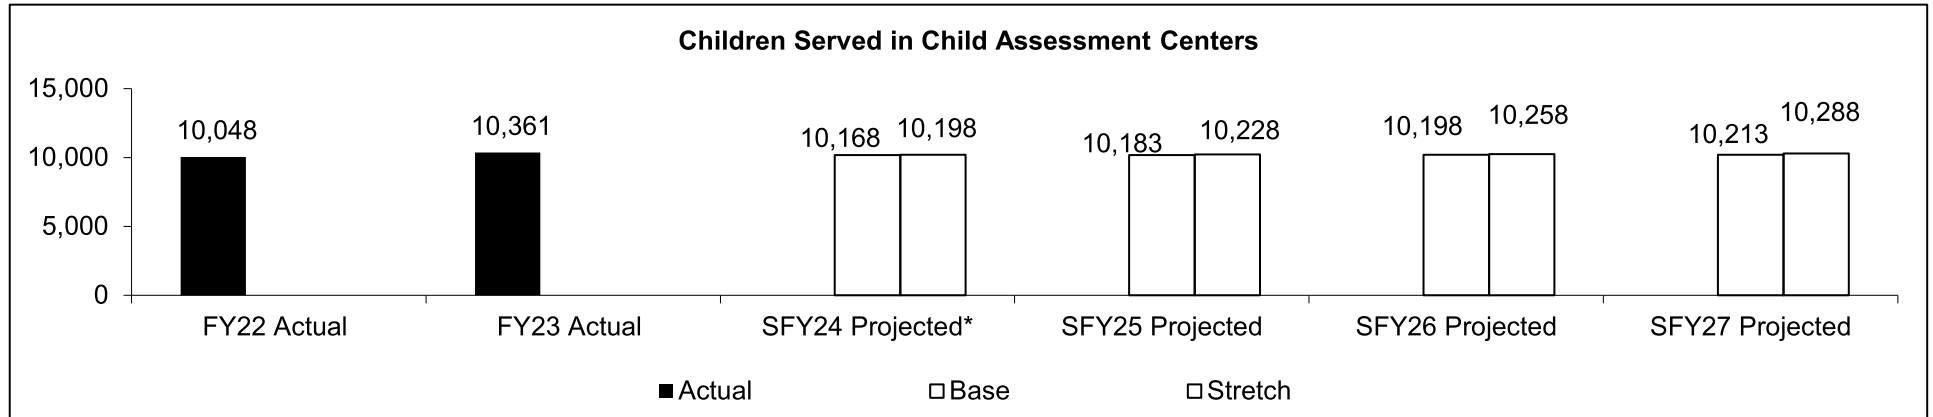 Children Served in Child Assessment Centers
15,000
10,000
5,000
0
10,048
10,361
10,168
10,198
10,183
10,228
10,198
10,258
10,213
10,288
FY22 Actual
FY23 Actual
SFY24 Projected*
SFY25 Projected
SFY26 Projected
SFY27 Projected
Actual
Base
Stretch